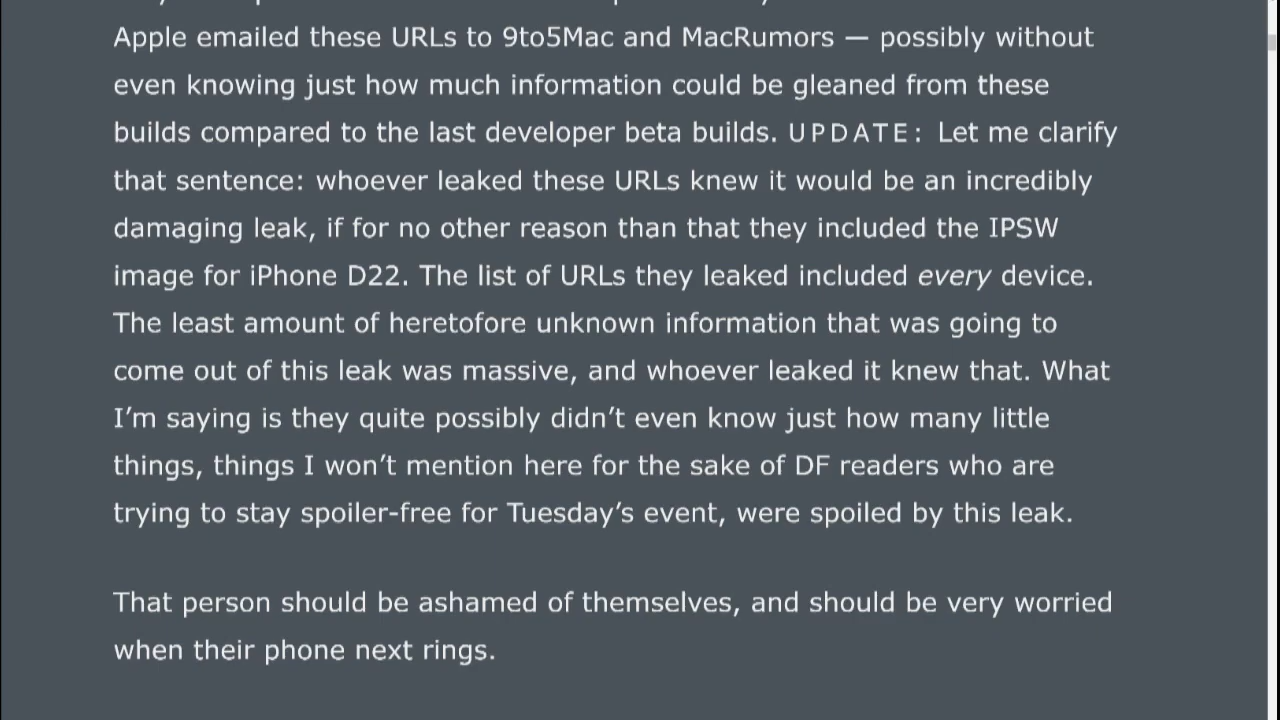 Apple emailed these URLs to 9to5Mac and MacRumors — possibly without
even knowing just how much information could be gleaned from these
builds compared to the last developer beta builds. UPDATE: Let me clarify
that sentence: whoever leaked these URLs knew it would be an incredibly
damaging leak, if for no other reason than that they included the IPSW
image for iPhone D22. The list of URLs they leaked included every device.
The least amount of heretofore unknown information that was going to
come out of this leak was massive, and whoever leaked it knew that. What
I’m saying is they quite possibly didn’t even know just how many little
things, things I won’t mention here for the sake of DF readers who are
trying to stay spoiler-free for Tuesday’s event, were spoiled by this leak.
That person should be ashamed of themselves, and should be very worried
when their phone next rings.